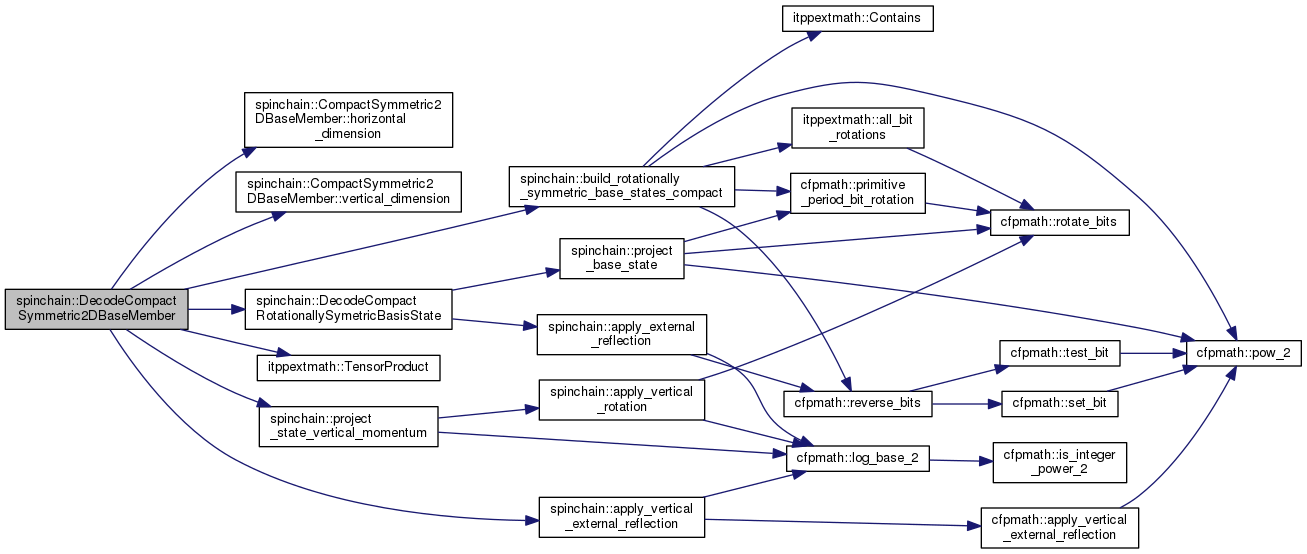 itppextmath::Contains
spinchain::CompactSymmetric2
DBaseMember::horizontal
_dimension
itppextmath::all_bit
_rotations
spinchain::build_rotationally
_symmetric_base_states_compact
spinchain::CompactSymmetric2
DBaseMember::vertical_dimension
cfpmath::primitive
_period_bit_rotation
cfpmath::rotate_bits
spinchain::project
_base_state
spinchain::DecodeCompact
Symmetric2DBaseMember
spinchain::DecodeCompact
RotationallySymetricBasisState
spinchain::apply_external
_reflection
cfpmath::test_bit
cfpmath::pow_2
itppextmath::TensorProduct
spinchain::apply_vertical
_rotation
cfpmath::reverse_bits
cfpmath::set_bit
spinchain::project
_state_vertical_momentum
cfpmath::log_base_2
cfpmath::is_integer
_power_2
spinchain::apply_vertical
_external_reflection
cfpmath::apply_vertical
_external_reflection